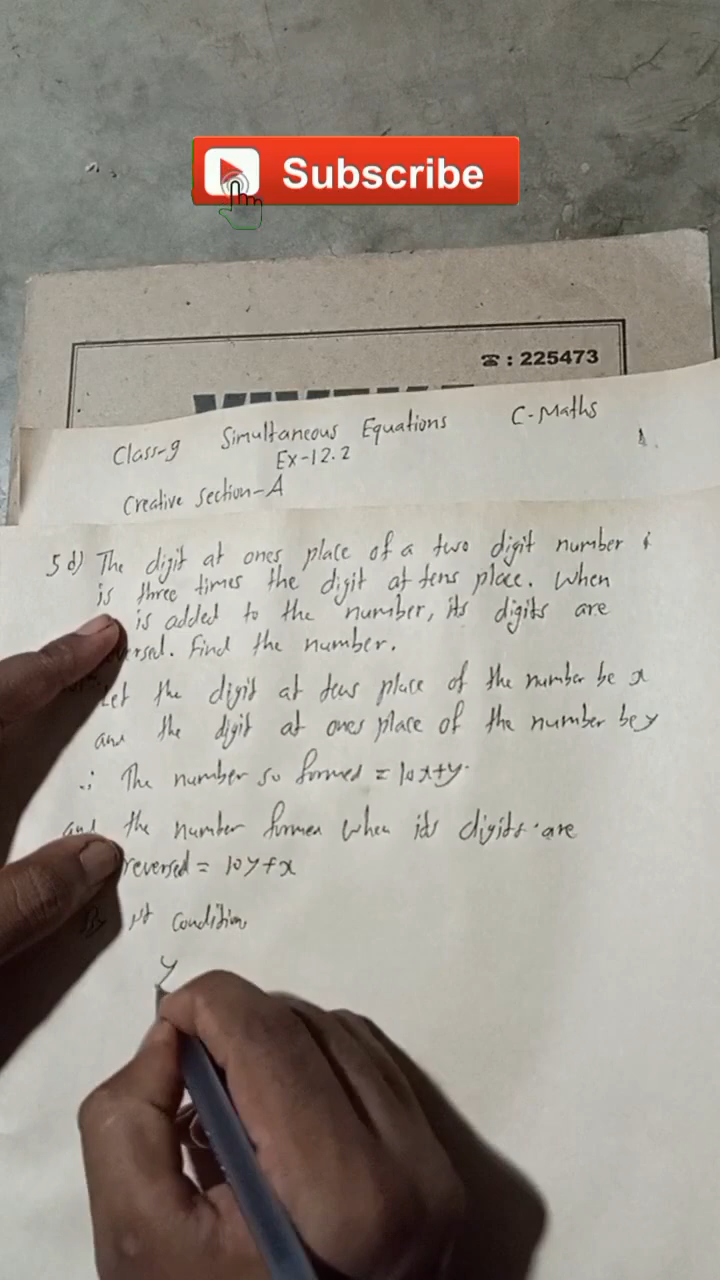 Subscribe
☎: 225473
Class-9 Simultaneous Equations C-Maths
Ex-12.2
Creative Section-A
5 d) The digit at ones place of a two digit number
is three times the digit at tens place. When
is added to the number, its digits are
ersed. Find the number.
Let the digit at tens place of the number be x
and the digit at ones place of the number be y
∴ The number so formed = 10x+y.
and the number formed when its digits are
reversed = 10y+x
By 1st condition
y